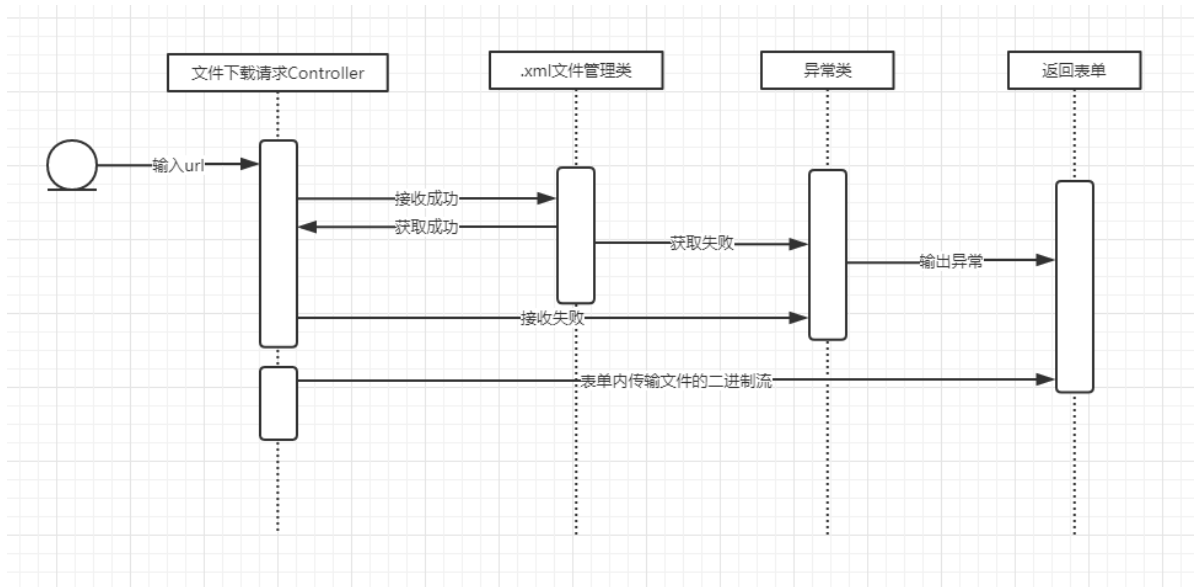 文件下载请求Controller
.xml文件管理类
异常类
返回表单
输入url
接收成功
获取成功
获取失败
输出异常
接收失败
表单内传输文件的二进制流